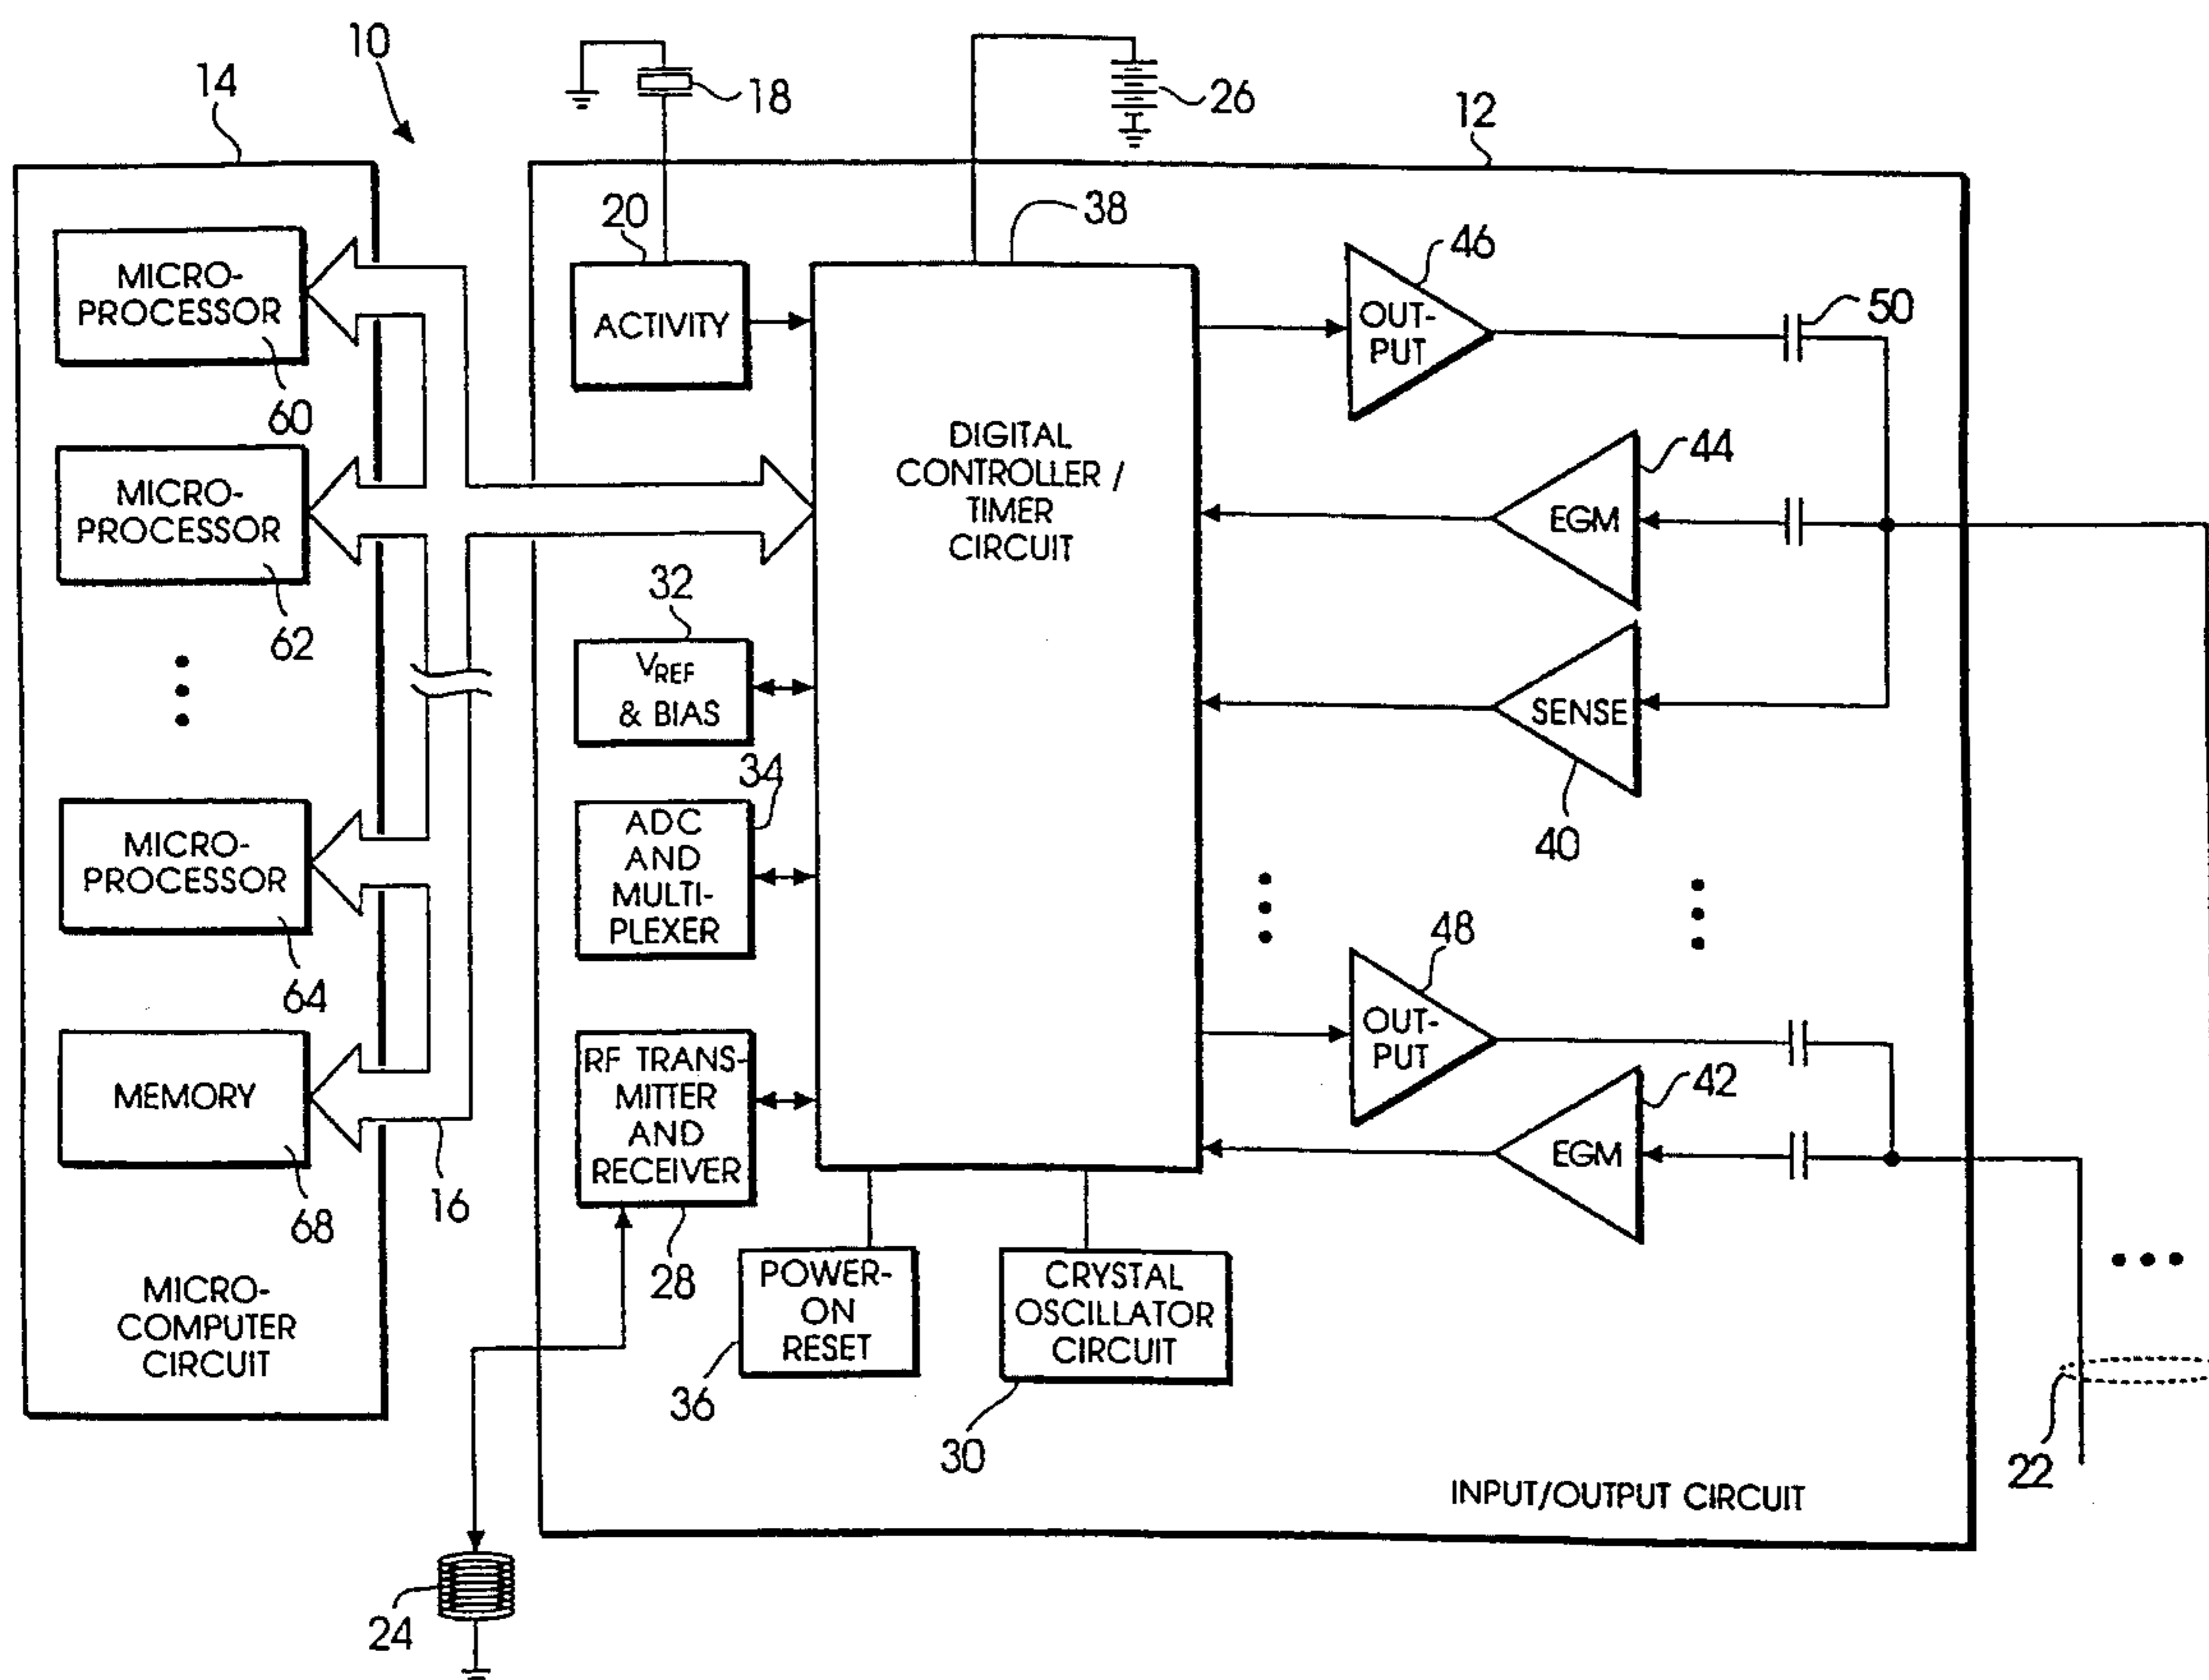 10
14
18
26
12
20
38
46
50
MICRO-
PROCESSOR
60
ACTIVITY
OUT-
PUT
MICRO-
PROCESSOR
62
DIGITAL
CONTROLLER /
TIMER
CIRCUIT
44
EGM
32
VREF
& BIAS
SENSE
40
34
ADC
AND
MULTI-
PLEXER
MICRO-
PROCESSOR
64
48
OUT-
PUT
MEMORY
68
16
RF TRANS-
MITTER
AND
RECEIVER
28
42
EGM
POWER-
ON
RESET
36
CRYSTAL
OSCILLATOR
CIRCUIT
30
MICRO-
COMPUTER
CIRCUIT
22
INPUT/OUTPUT CIRCUIT
24